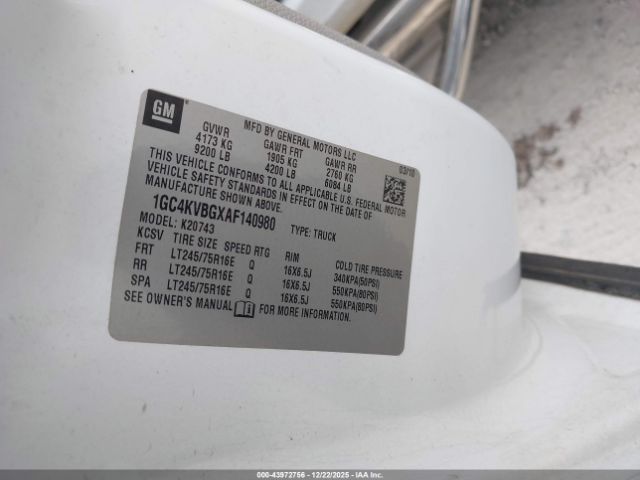 GM
MFD BY GENERAL MOTORS LLC 03/10
GVWR GAWR FRT GAWR RR
4173 KG 1905 KG 2760 KG
9200 LB 4200 LB 6084 LB
THIS VEHICLE CONFORMS TO ALL APPLICABLE U.S. FEDERAL MOTOR
VEHICLE SAFETY STANDARDS IN EFFECT ON THE DATE OF
MANUFACTURE SHOWN ABOVE.
1GC4KVBGXAF140980 TYPE: TRUCK
MODEL: K20743
KCSV TIRE SIZE SPEED RTG RIM COLD TIRE PRESSURE
FRT LT245/75R16E Q 16X6.5J 340KPA(50PSI)
RR LT245/75R16E Q 16X6.5J 550KPA(80PSI)
SPA LT245/75R16E Q 16X6.5J 550KPA(80PSI)
SEE OWNER'S MANUAL FOR MORE INFORMATION.
000-43972756 - 12/22/2025 - IAA Inc.